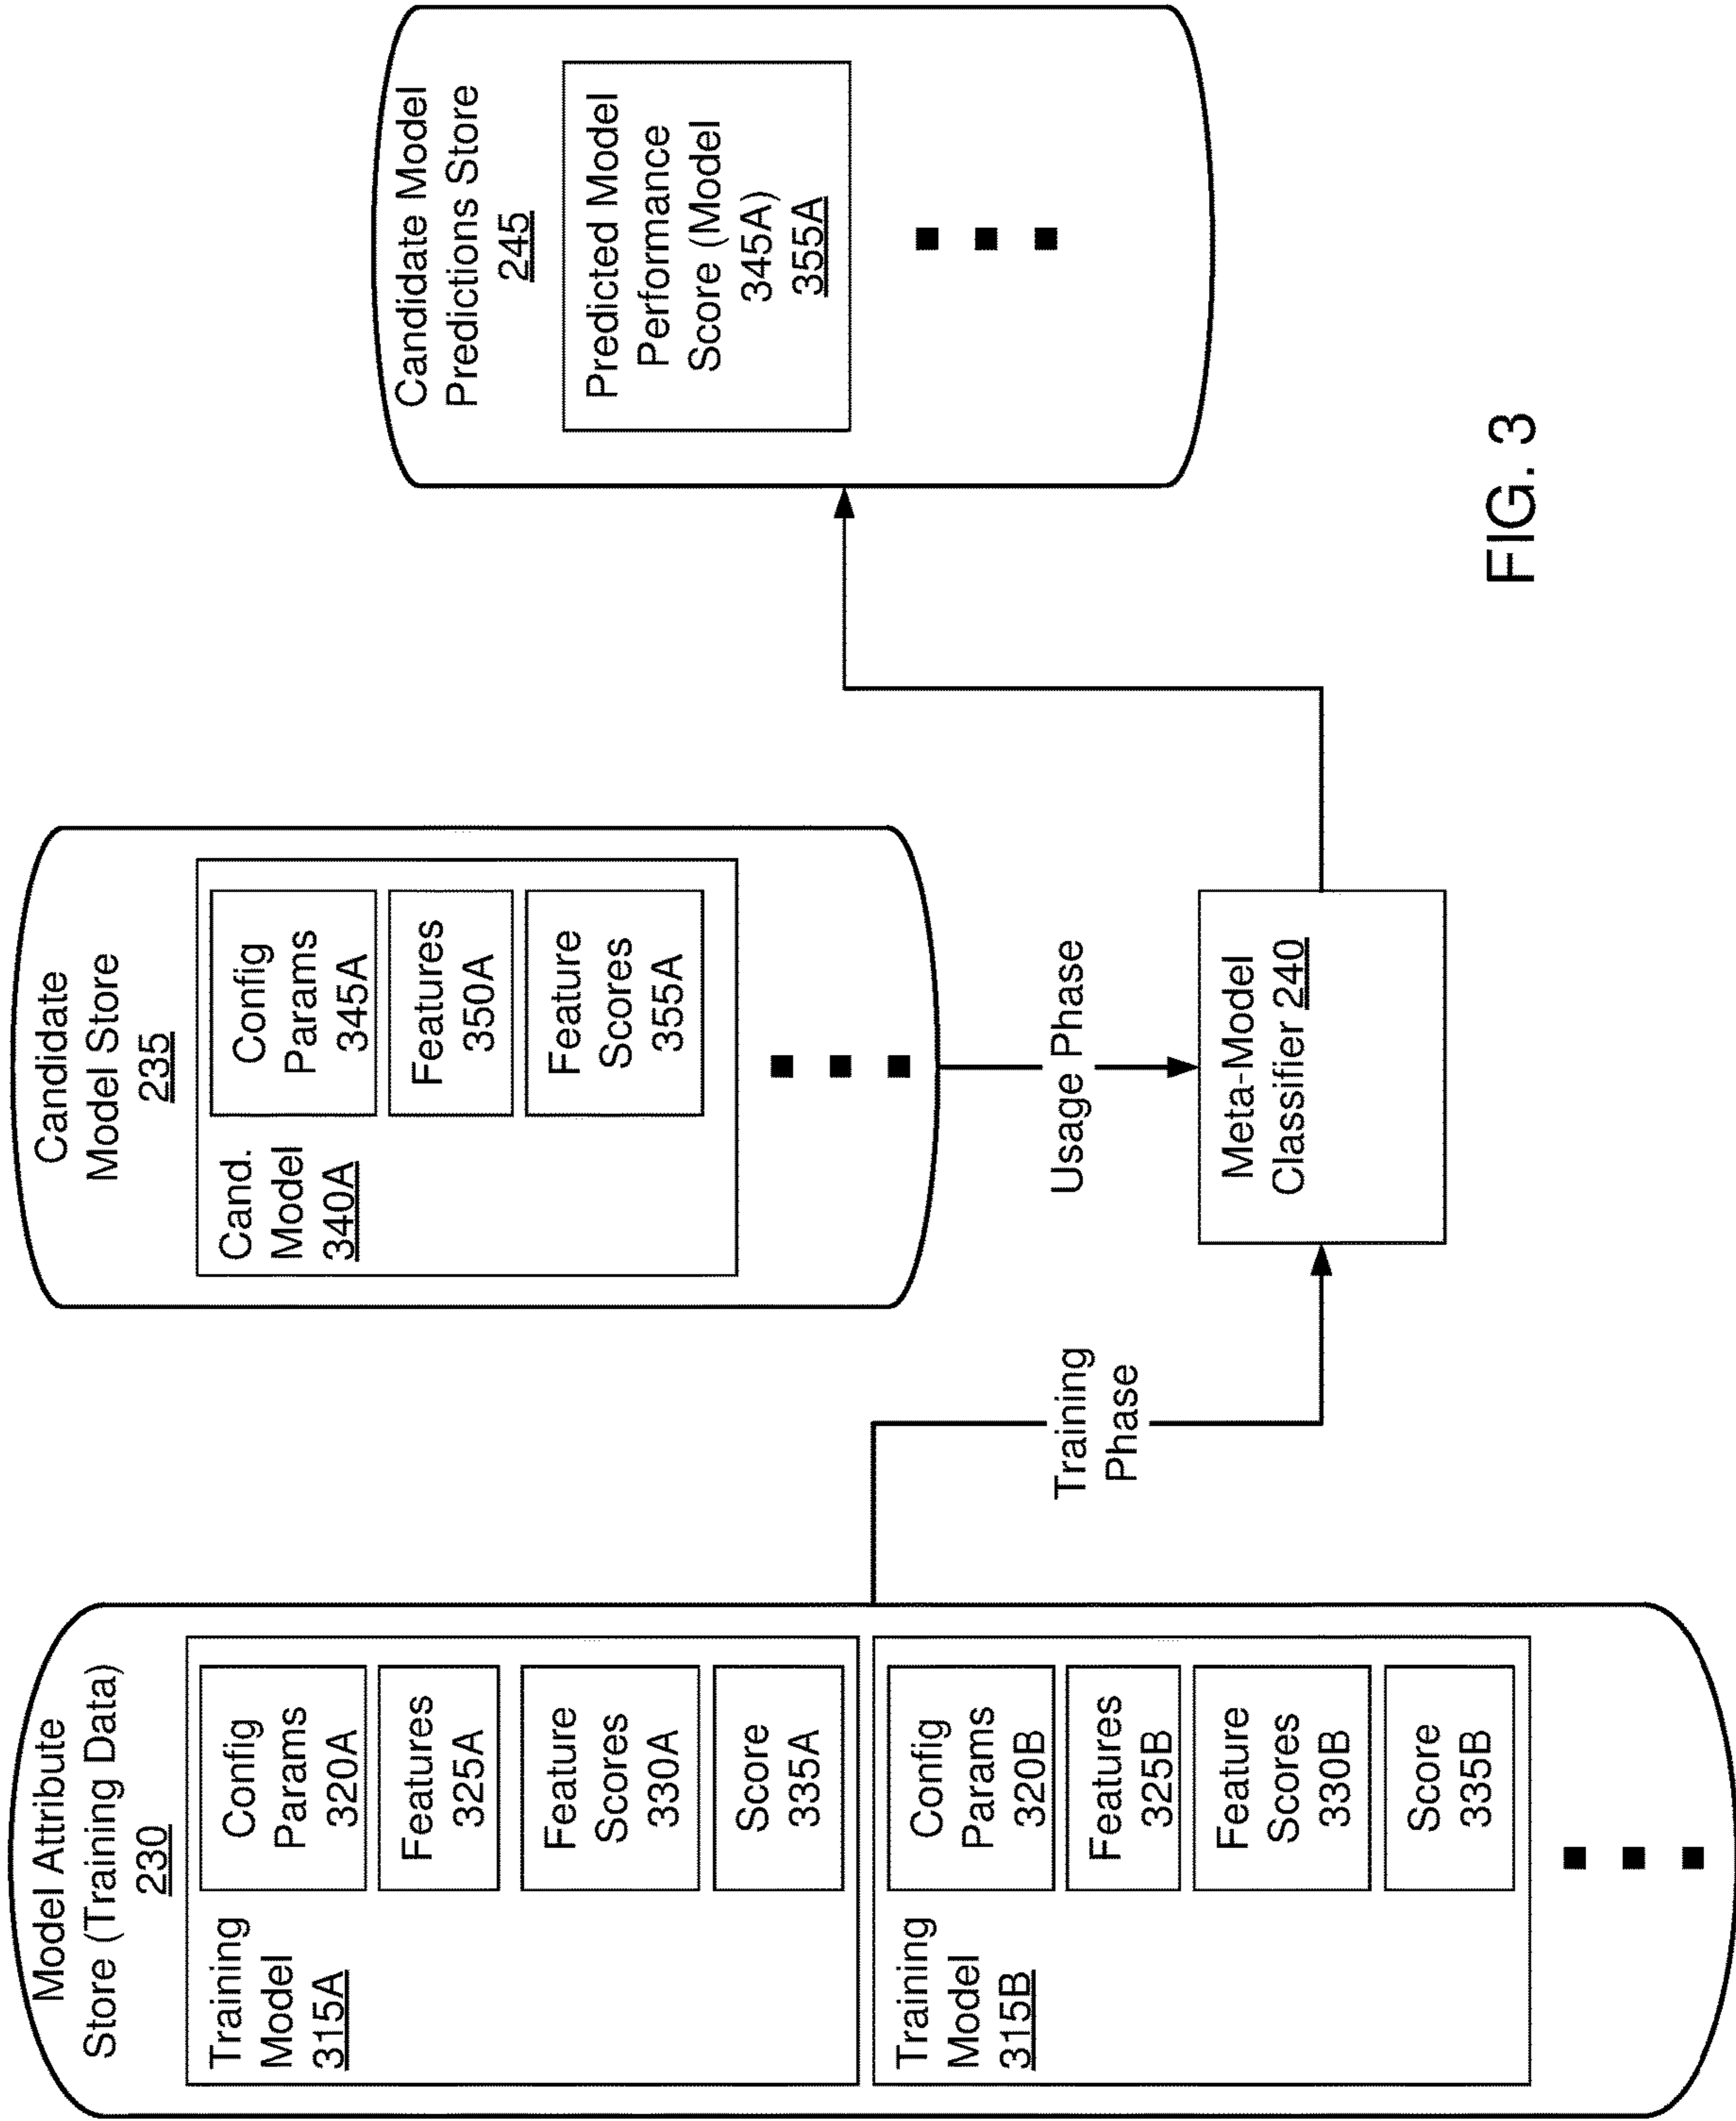 Model Attribute
Store (Training Data)
230
Training
Model
315A
Config
Params
320A
Features
325A
Feature
Scores
330A
Score
335A
Training
Model
315B
Config
Params
320B
Features
325B
Feature
Scores
330B
Score
335B
Training
Phase
Candidate
Model Store
235
Cand.
Model
340A
Config
Params
345A
Features
350A
Feature
Scores
355A
Usage Phase
Meta-Model
Classifier 240
Candidate Model
Predictions Store
245
Predicted Model
Performance
Score (Model
345A)
355A
FIG. 3